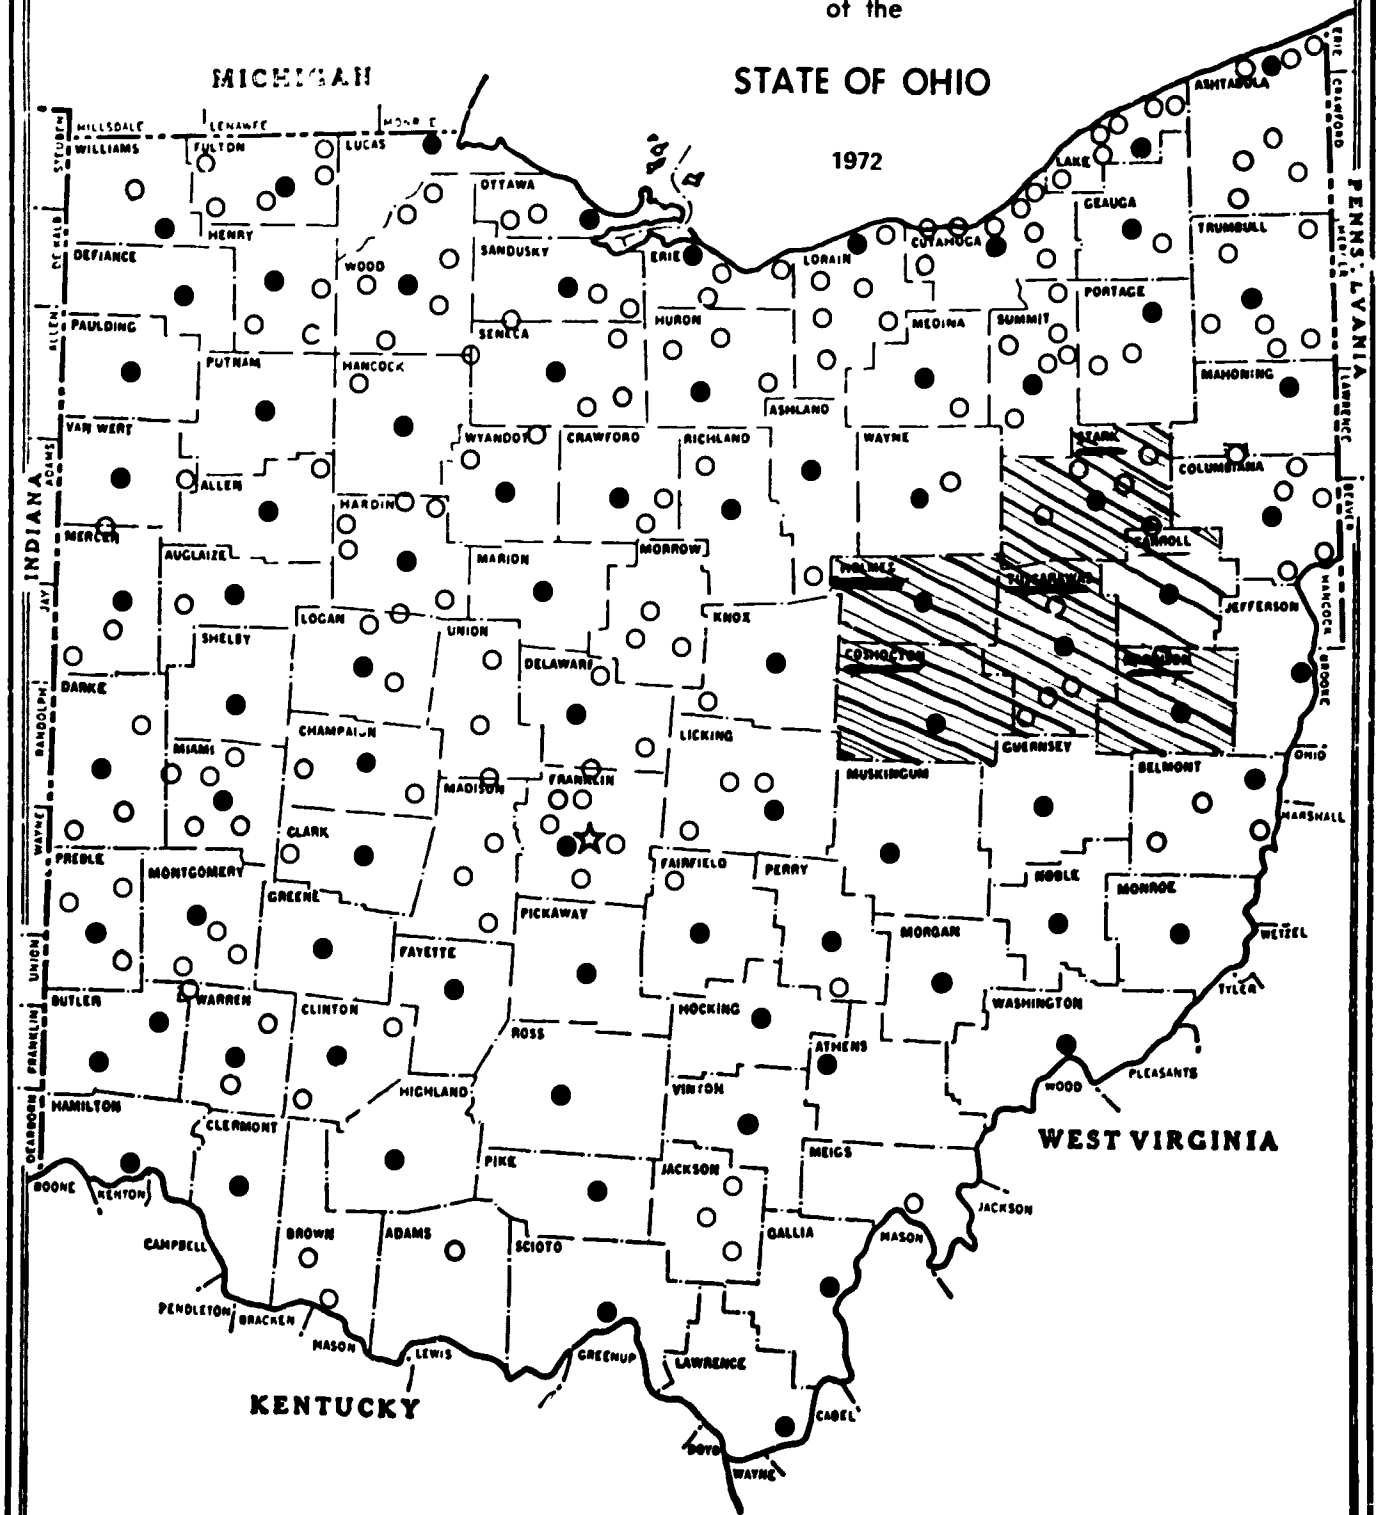 of the
STATE OF OHIO
1972
MICHIGAN
HILLSDALE
LENAWEE
MONROE
STEUBEN
WILLIAMS
FULTON
LUCAS
OTTAWA
LAKE
ASHTABULA
ERIE
CRAWFORD
GEAUGA
TRUMBULL
MERCER
PENNSYLVANIA
DEKALB
DEFIANCE
HENRY
WOOD
SANDUSKY
ERIE
LORAIN
CUYAHOGA
PORTAGE
ALLEN
PAULDING
PUTNAM
HANCOCK
SENECA
HURON
MEDINA
SUMMIT
MAHONING
LAWRENCE
VAN WERT
ADAMS
INDIANA
ALLEN
WYANDOT
CRAWFORD
RICHLAND
ASHLAND
WAYNE
STARK
COLUMBIANA
BEAVER
MERCER
AUGLAIZE
HARDIN
MARION
MORROW
HOLMES
TUSCARAWAS
CARROLL
JEFFERSON
HANCOCK
BROOKE
JAY
SHELBY
LOGAN
UNION
DELAWARE
KNOX
COSHOCTON
HARRISON
DARKE
RANDOLPH
MIAMI
CHAMPAIGN
MADISON
FRANKLIN
LICKING
MUSKINGUM
GUERNSEY
BELMONT
OHIO
MARSHALL
WAYNE
PREBLE
MONTGOMERY
CLARK
GREENE
FAIRFIELD
PERRY
NOBLE
MONROE
WETZEL
UNION
PICKAWAY
FAYETTE
MORGAN
TYLER
BUTLER
WARREN
CLINTON
ROSS
HOCKING
ATHENS
WASHINGTON
PLEASANTS
WOOD
FRANKLIN
HAMILTON
CLERMONT
HIGHLAND
VINTON
WEST VIRGINIA
DEARBORN
BOONE
KENTON
PIKE
JACKSON
MEIGS
JACKSON
MASON
CAMPBELL
BROWN
ADAMS
SCIOTO
GALLIA
PENDLETON
BRACKEN
MASON
LEWIS
GREENUP
LAWRENCE
KENTUCKY
CABEL
BOYD
WAYNE